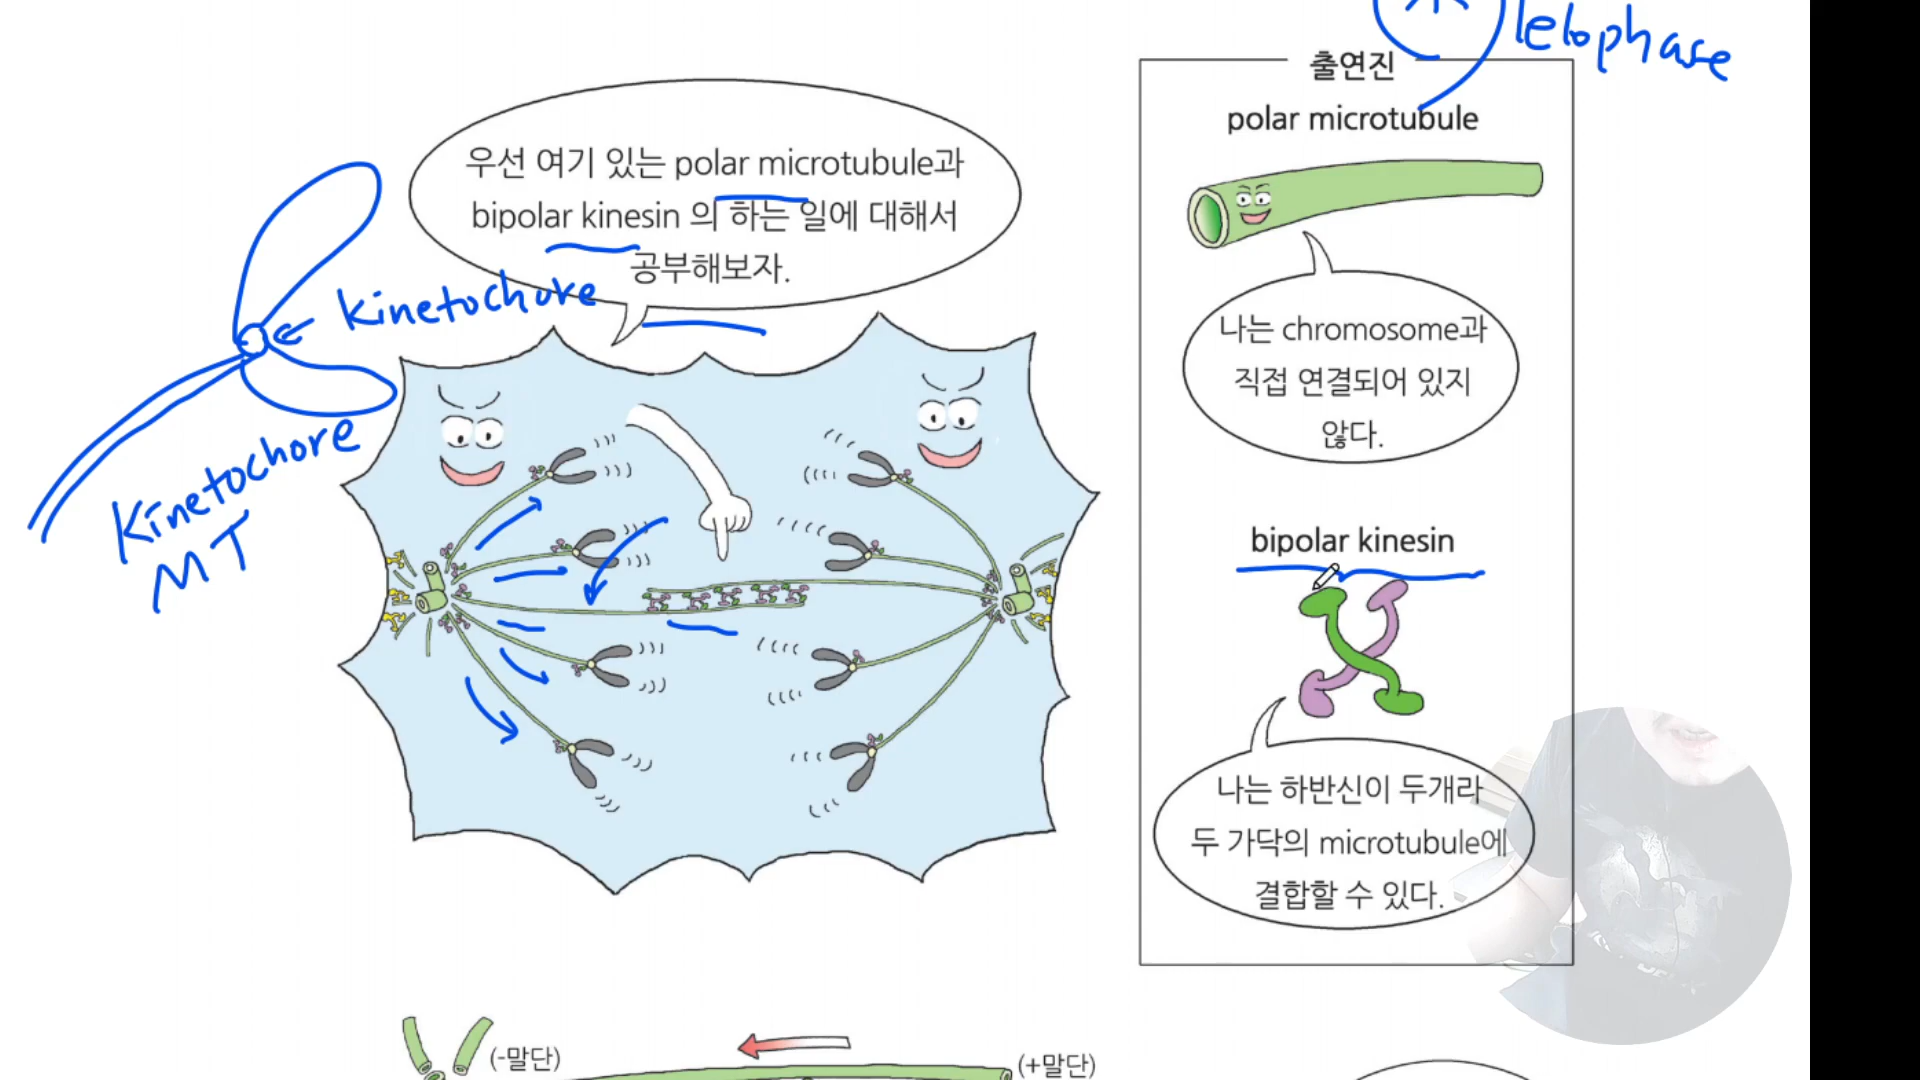 telophase
출연진
polar microtubule
우선 여기 있는 polar microtubule과
bipolar kinesin 의 하는 일에 대해서
공부해보자.
kinetochore
Kinetochore
MT
나는 chromosome과
직접 연결되어 있지
않다.
bipolar kinesin
나는 하반신이 두개라
두 가닥의 microtubule에
결합할 수 있다.
(-말단)
(+말단)